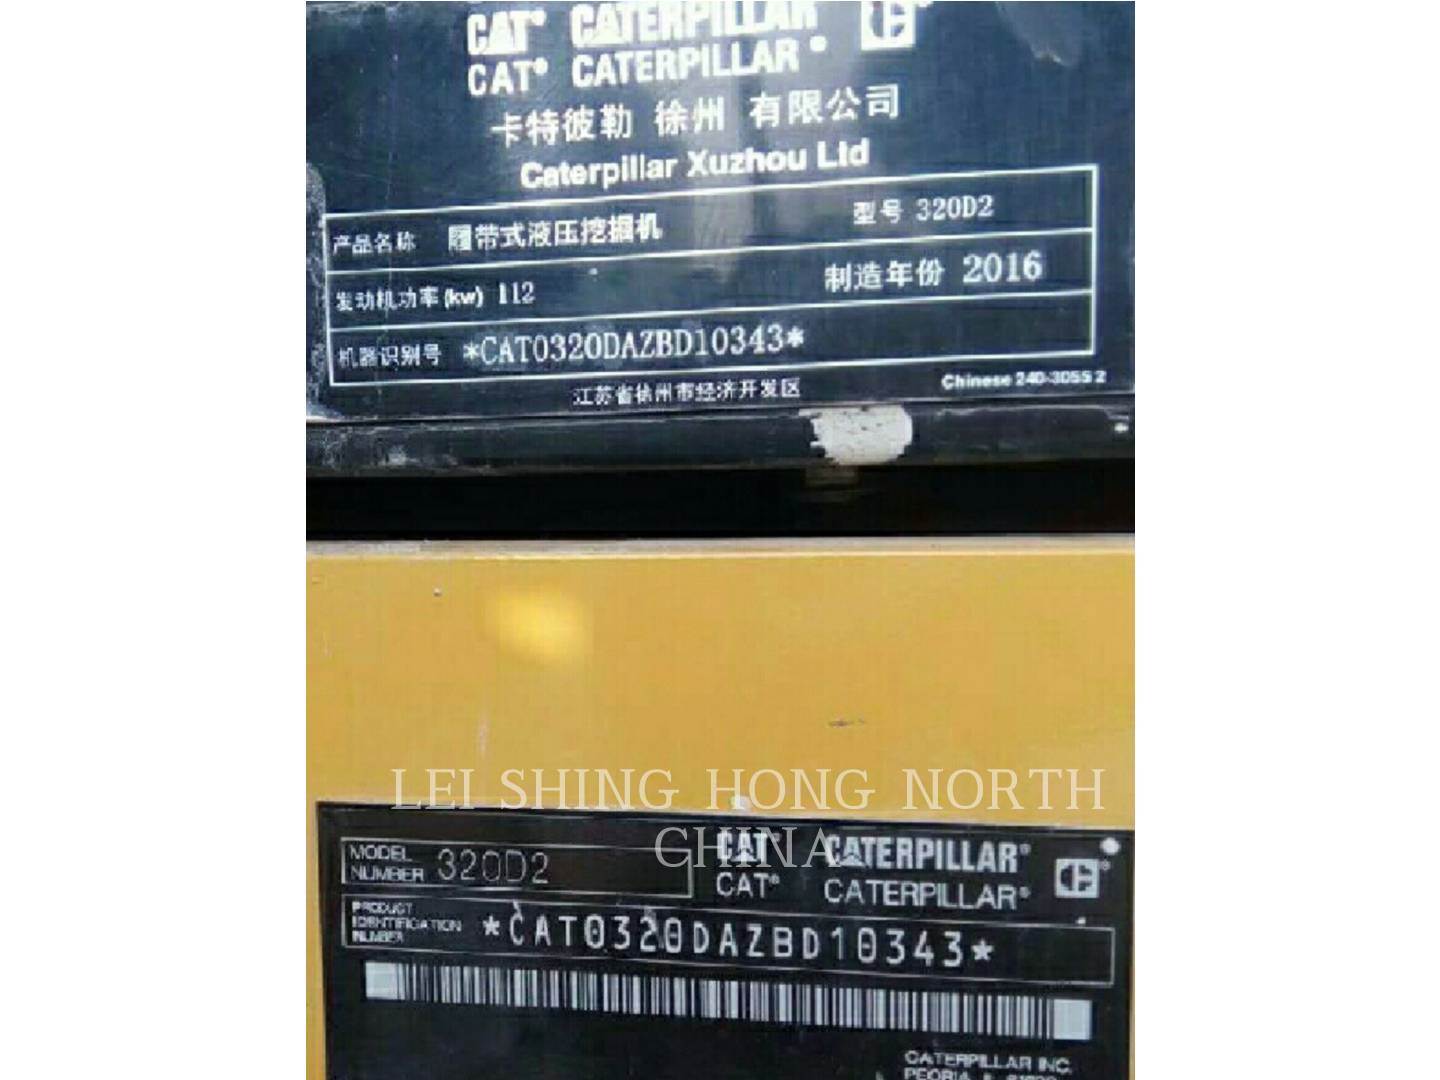 CAT® CATERPILLAR
CAT® CATERPILLAR®
卡特彼勒 徐州 有限公司
Caterpillar Xuzhou Ltd
产品名称 履带式液压挖掘机 型号 320D2
发动机功率(kw) 112 制造年份 2016
机器识别号 *CAT0320DAZBD10343*
江苏省徐州市经济开发区 Chinese 240-3055 2
LEI SHING HONG NORTH
CHINA
MODEL
NUMBER 320D2
CAT® CATERPILLAR®
CAT® CATERPILLAR®
PRODUCT
IDENTIFICATION
NUMBER *CAT0320DAZBD10343*
CATERPILLAR INC.
PEORIA